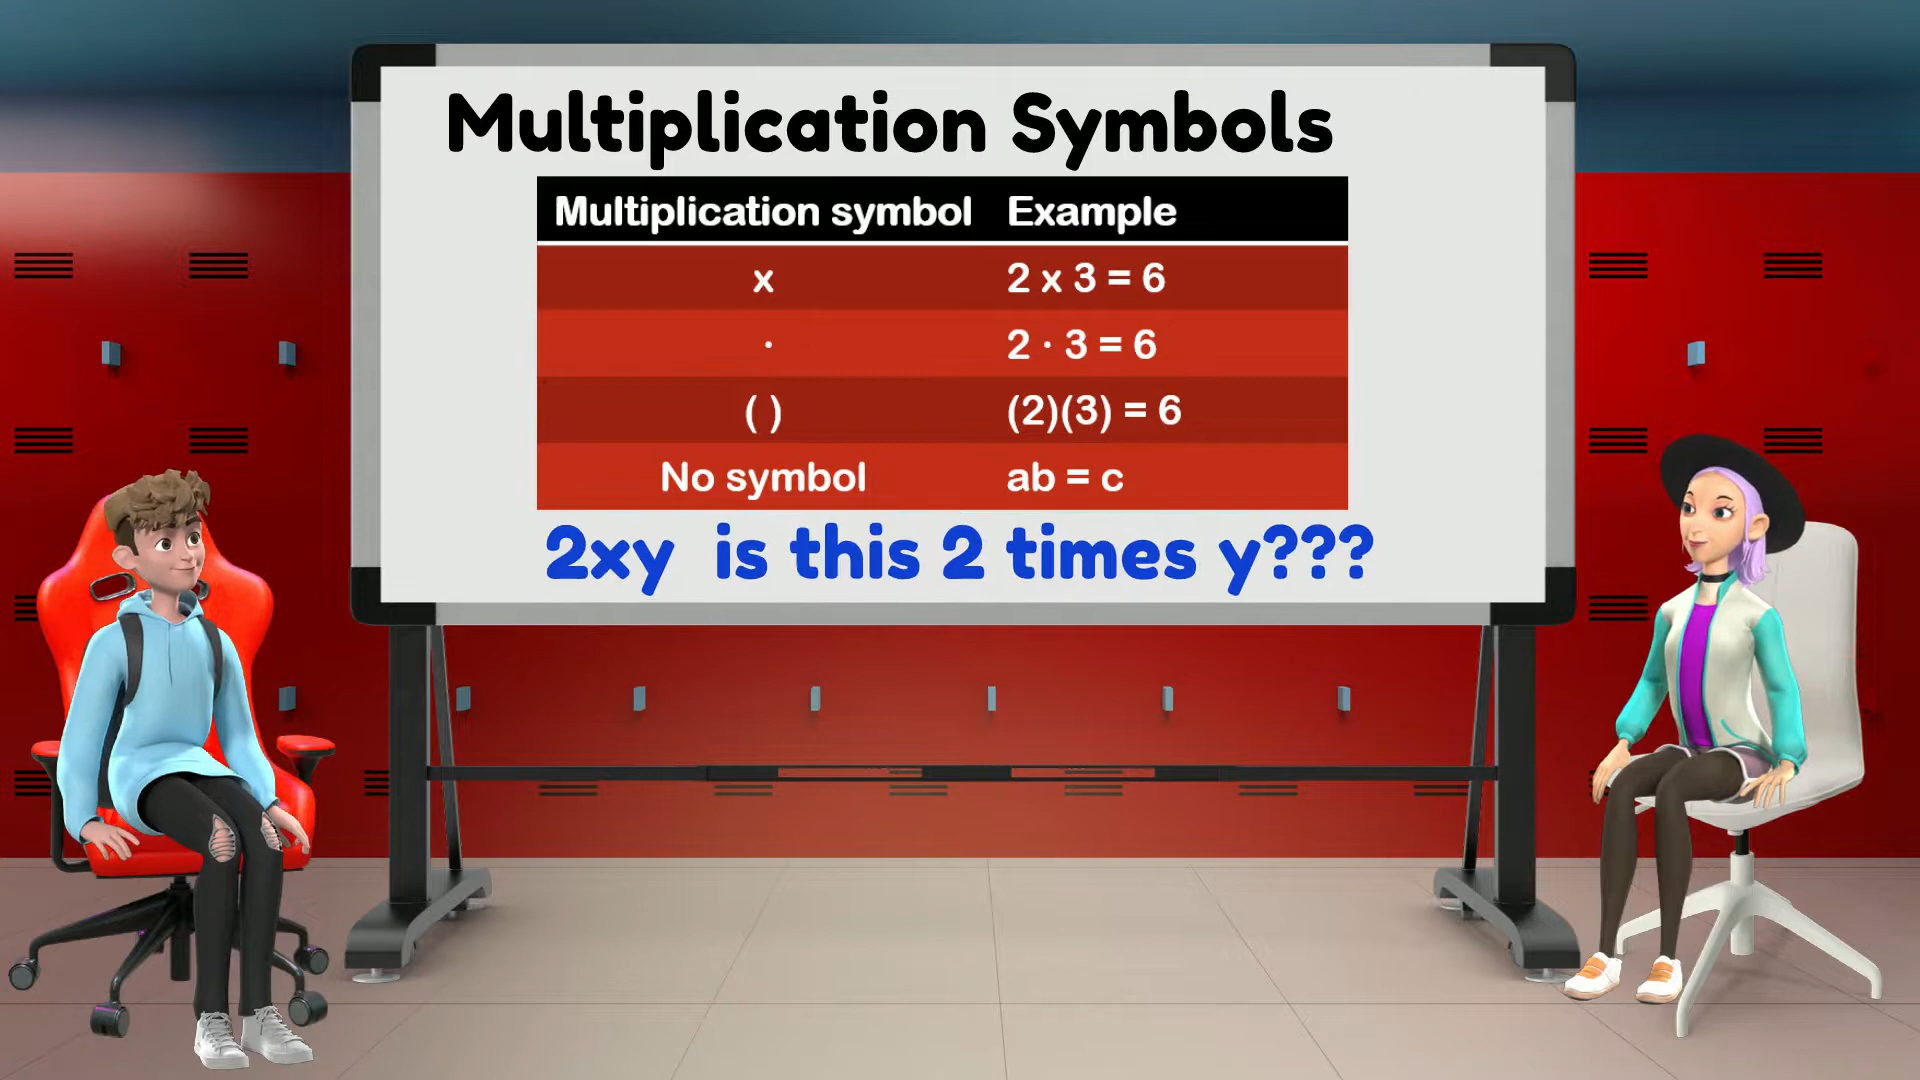 Multiplication Symbols
Multiplication symbol Example
x 2 x 3 = 6
· 2 · 3 = 6
( ) (2)(3) = 6
No symbol ab = c
2xy is this 2 times y???